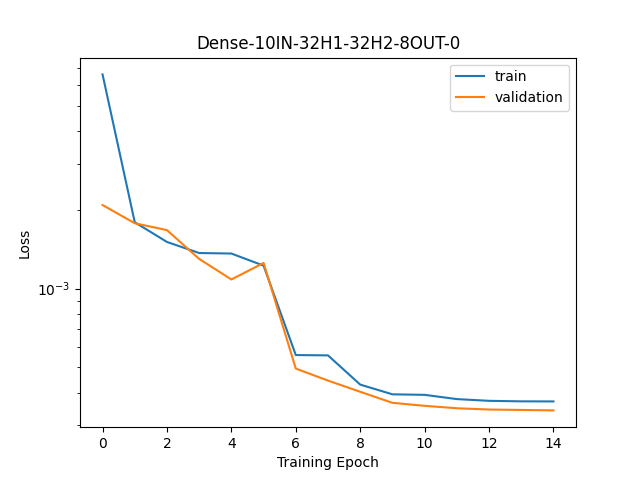 Dense-10IN-32H1-32H2-8OUT-0
train
validation
Loss
10⁻³
0 2 4 6 8 10 12 14
Training Epoch